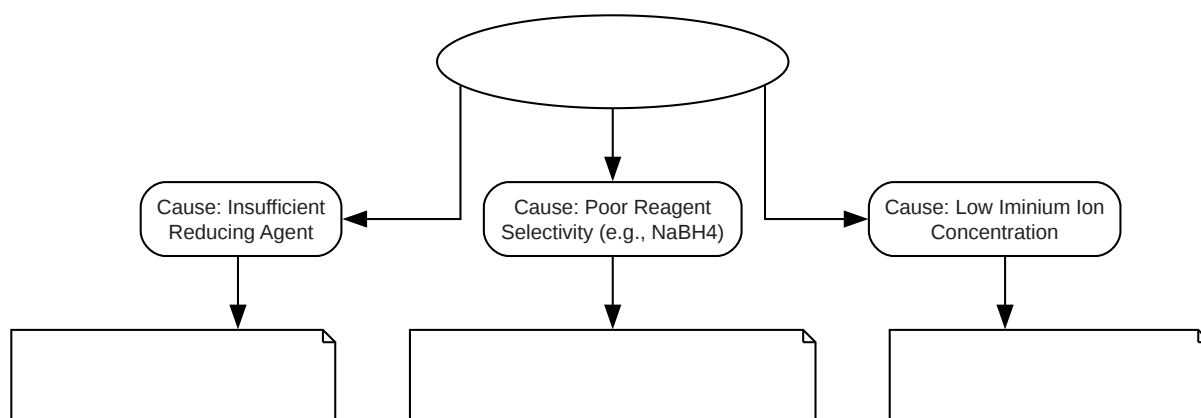 Cause: Insufficient
Reducing Agent
Cause: Poor Reagent
Selectivity (e.g., NaBH4)
Cause: Low Iminium Ion
Concentration